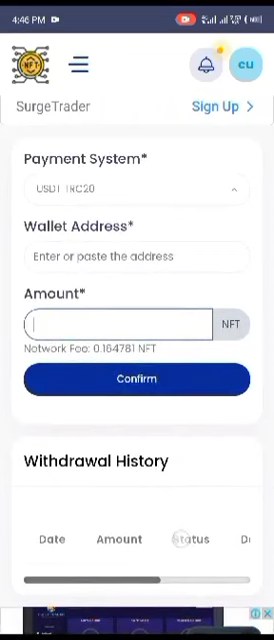 4:46 PM
NFT
cu
SurgeTrader
Sign Up
Payment System*
USDT TRC20
Wallet Address*
Enter or paste the address
Amount*
NFT
Network Fee: 0.164781 NFT
Confirm
Withdrawal History
Date Amount Status